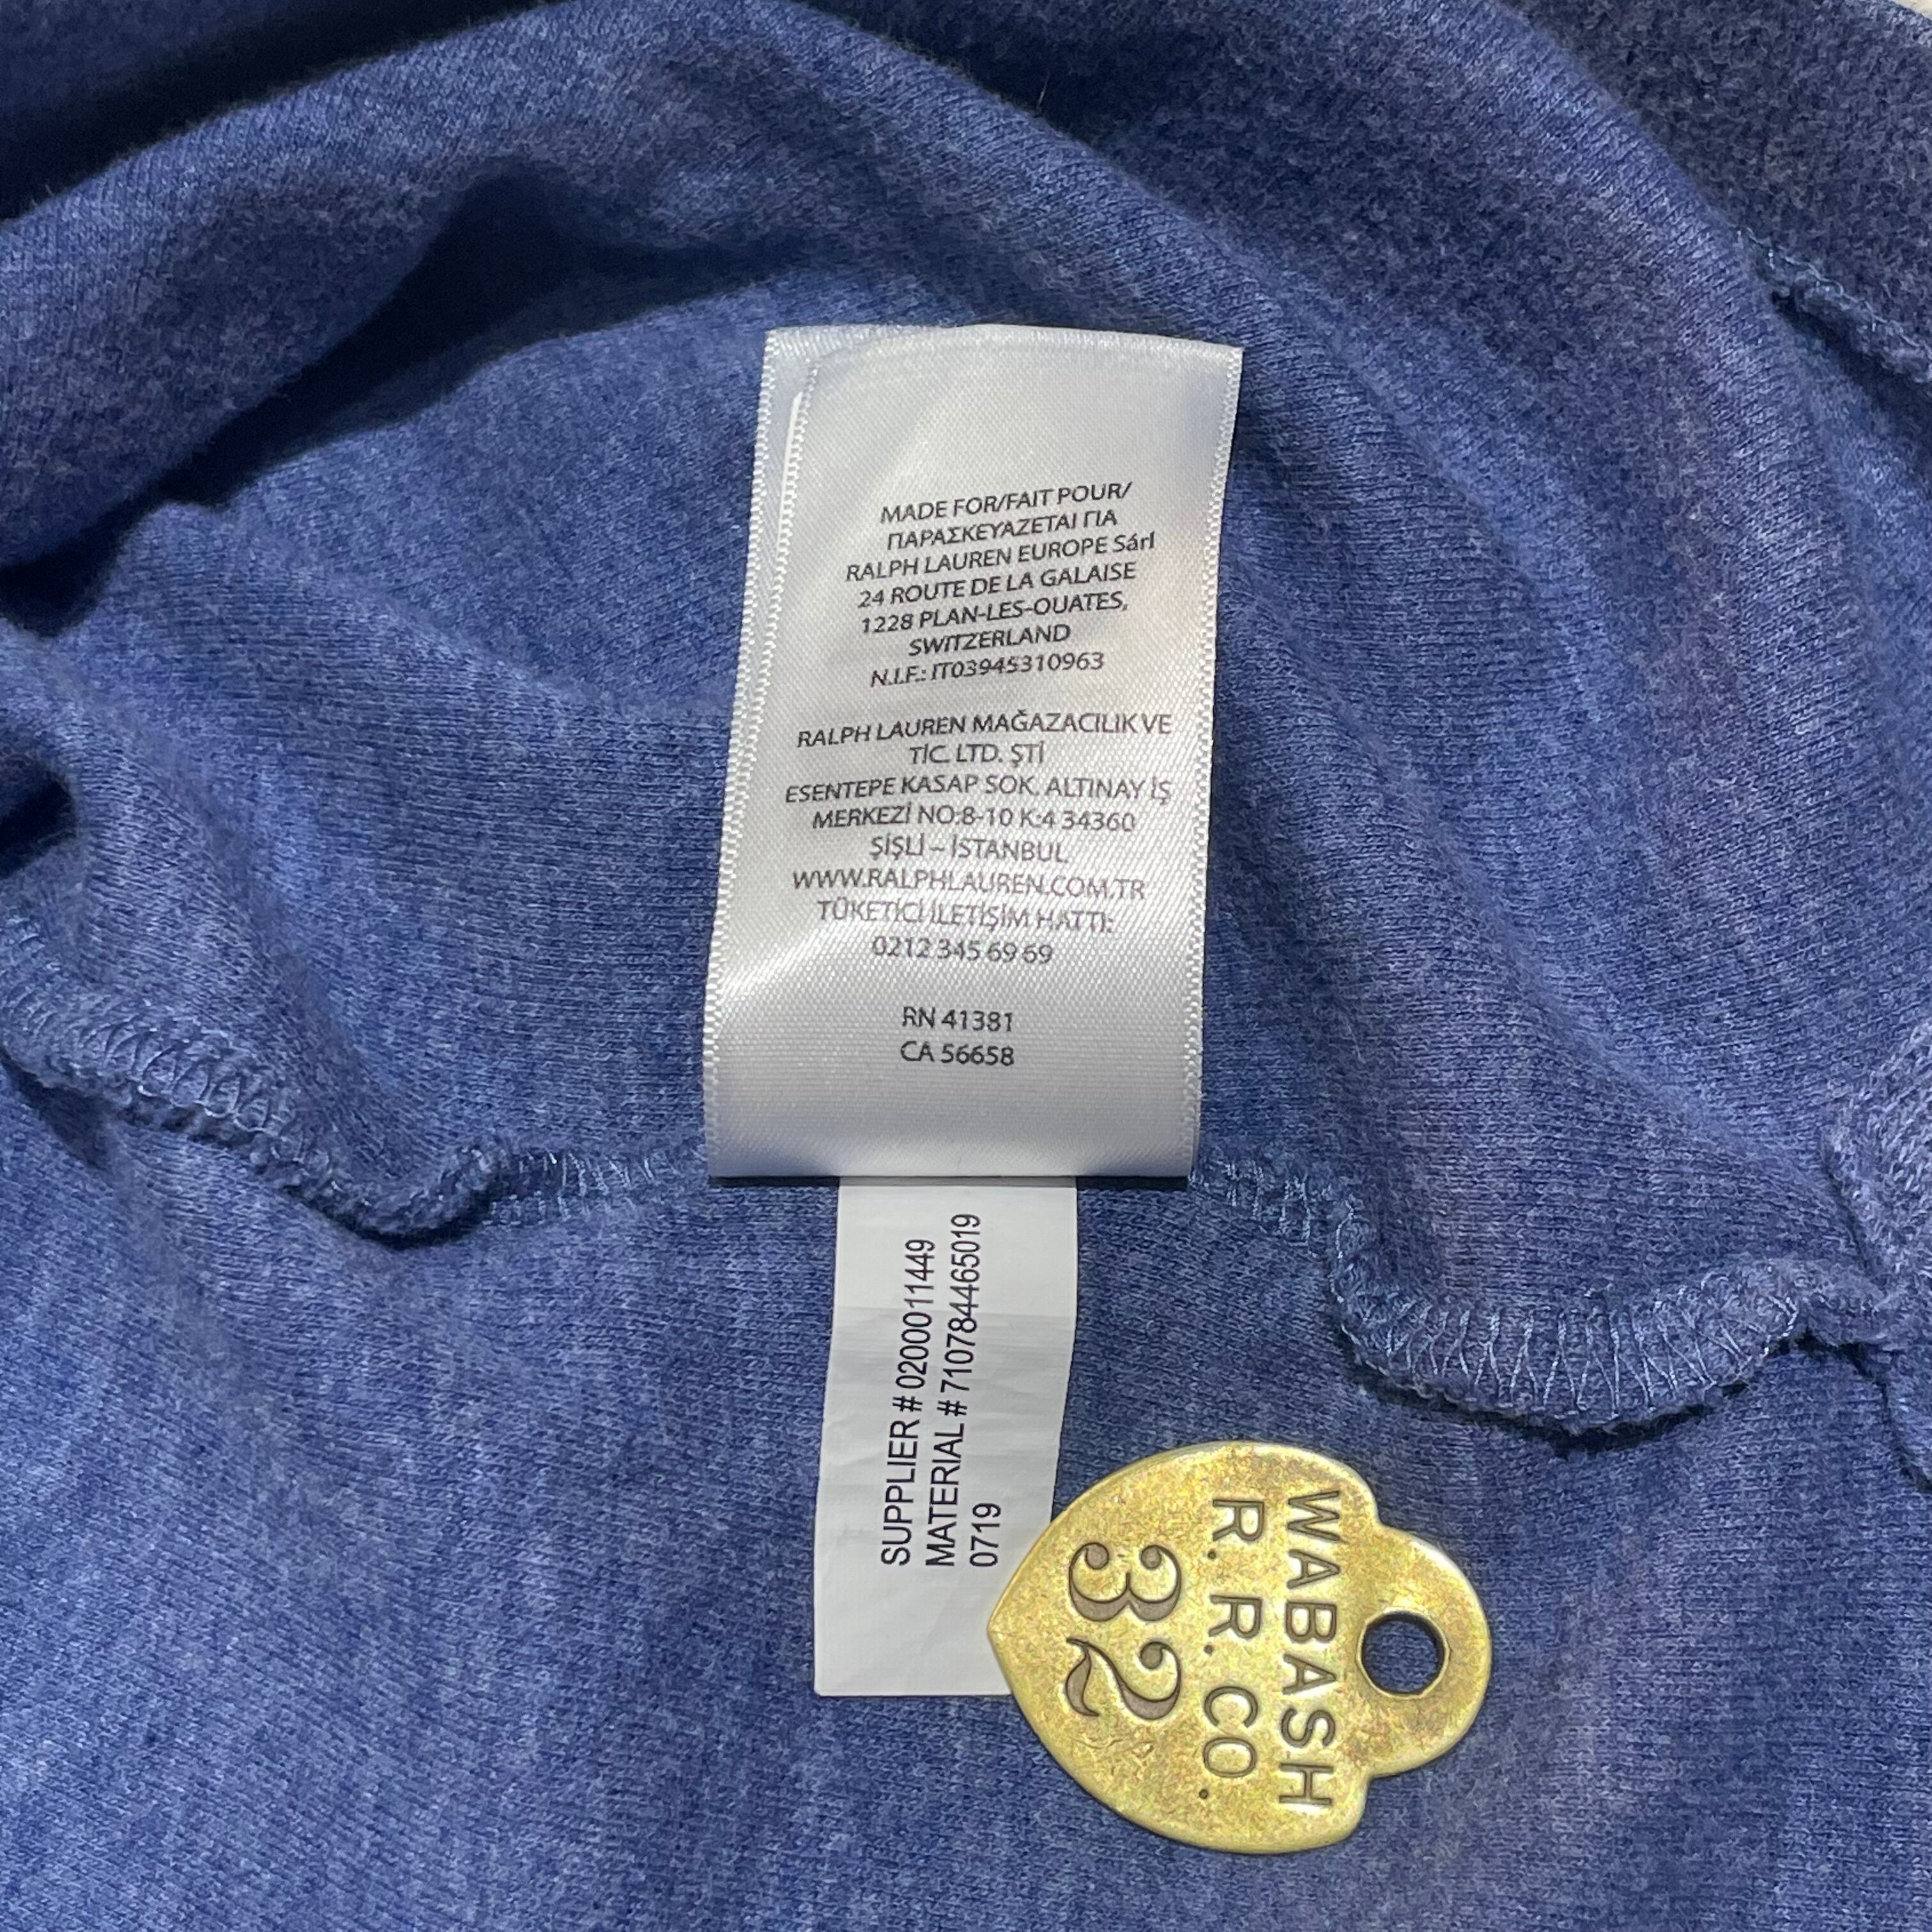 MADE FOR/FAIT POUR/
ΠΑΡΑΣΚΕΥΑΖΕΤΑΙ ΓΙΑ
RALPH LAUREN EUROPE Sárl
24 ROUTE DE LA GALAISE
1228 PLAN-LES-OUATES,
SWITZERLAND
N.I.F.: IT03945310963
RALPH LAUREN MAĞAZACILIK VE
TİC. LTD. ŞTİ
ESENTEPE KASAP SOK. ALTINAY İŞ
MERKEZİ NO:8-10 K:4 34360
ŞİŞLİ – İSTANBUL
WWW.RALPHLAUREN.COM.TR
TÜKETİCİ İLETİŞİM HATTI:
0212 345 69 69
RN 41381
CA 56658
SUPPLIER # 0200011449
MATERIAL # 710784465019
0719
WABASH
R. R. CO.
32